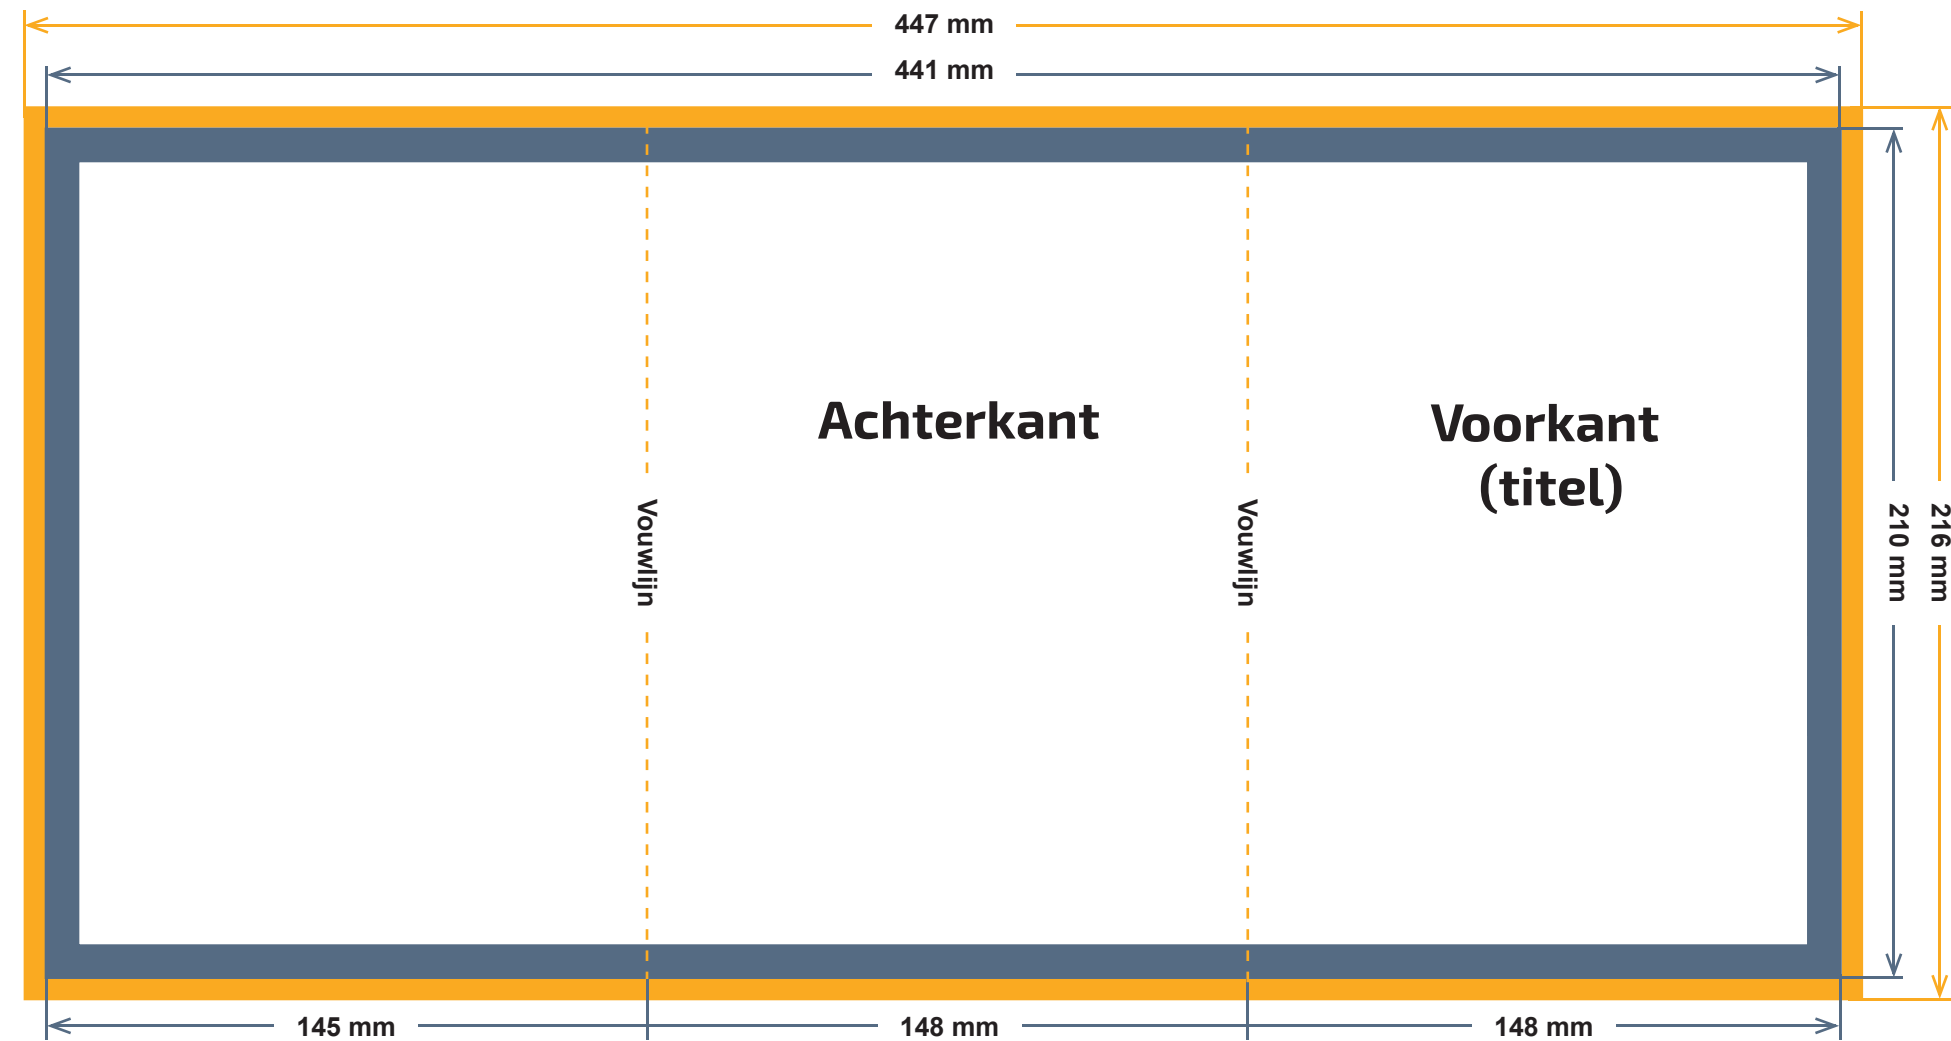 447 mm
441 mm
Achterkant
Voorkant
(titel)
Vouwlijn
Vouwlijn
210 mm
216 mm
145 mm
148 mm
148 mm